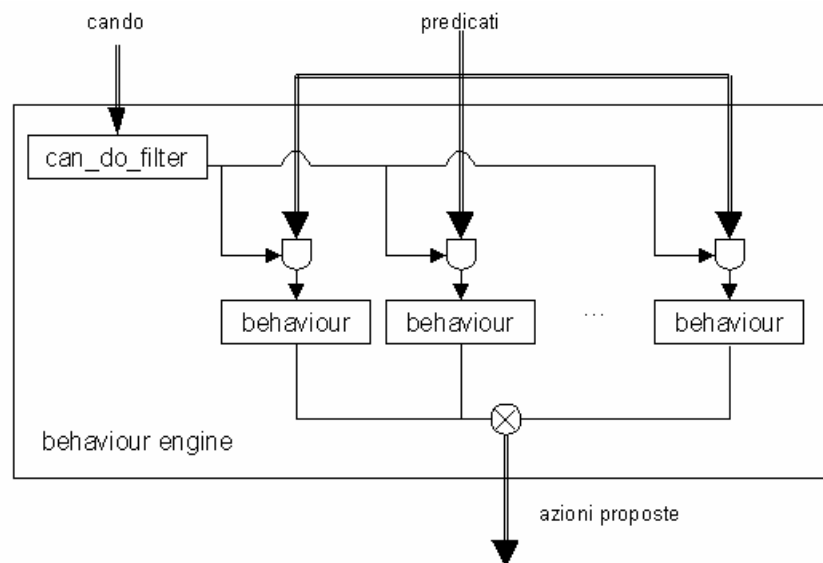 cando
predicati
can_do_filter
behaviour
behaviour
...
behaviour
behaviour engine
azioni proposte